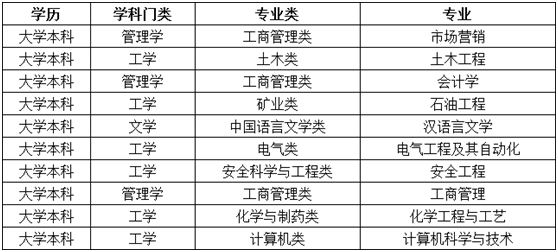 学历 学科门类 专业类 专业
大学本科 管理学 工商管理类 市场营销
大学本科 工学 土木类 土木工程
大学本科 管理学 工商管理类 会计学
大学本科 工学 矿业类 石油工程
大学本科 文学 中国语言文学类 汉语言文学
大学本科 工学 电气类 电气工程及其自动化
大学本科 工学 安全科学与工程类 安全工程
大学本科 管理学 工商管理类 工商管理
大学本科 工学 化学与制药类 化学工程与工艺
大学本科 工学 计算机类 计算机科学与技术